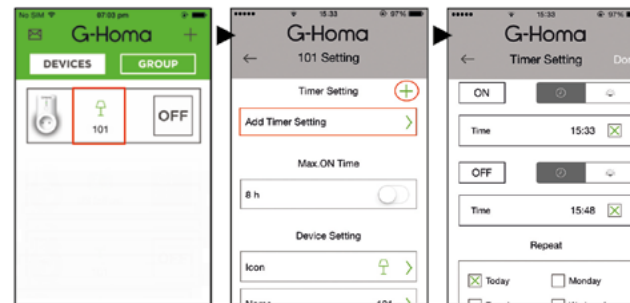 No SIM 07:03 pm
G-Homa
DEVICES GROUP
101
OFF
15:33 97%
G-Homa
101 Setting
Timer Setting
Add Timer Setting
Max.ON Time
8 h
Device Setting
Icon
Name 101
15:33 97%
G-Homa
Timer Setting Don
ON
Time 15:33
OFF
Time 15:48
Repeat
Today Monday